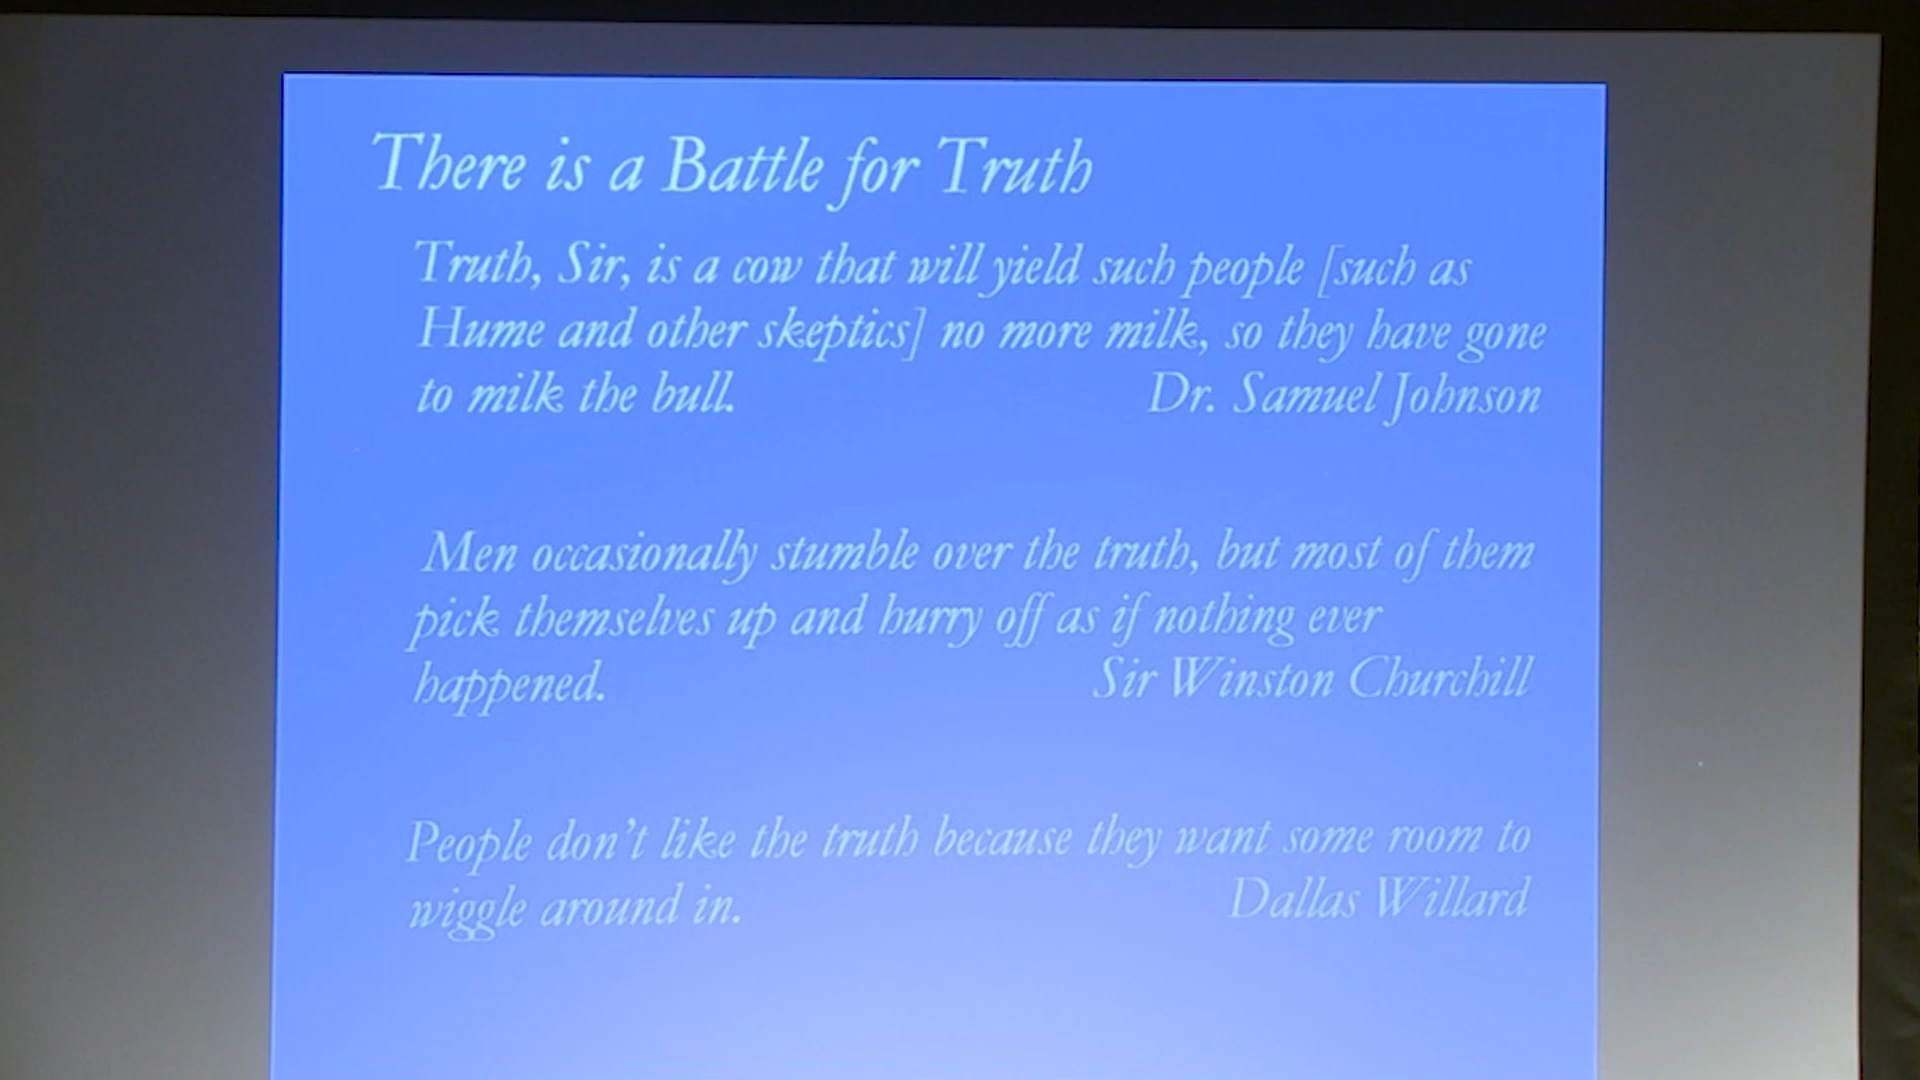 There is a Battle for Truth
Truth, Sir, is a cow that will yield such people [such as
Hume and other skeptics] no more milk, so they have gone
to milk the bull. Dr. Samuel Johnson
Men occasionally stumble over the truth, but most of them
pick themselves up and hurry off as if nothing ever
happened. Sir Winston Churchill
People don't like the truth because they want some room to
wiggle around in. Dallas Willard